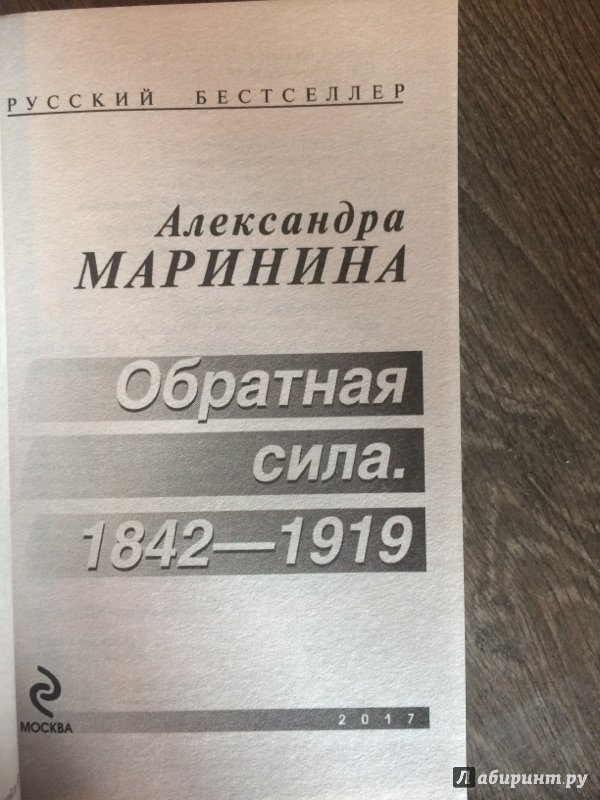 РУССКИЙ БЕСТСЕЛЛЕР
Александра
МАРИНИНА
Обратная
сила.
1842—1919
МОСКВА
2017
Лабиринт.ру